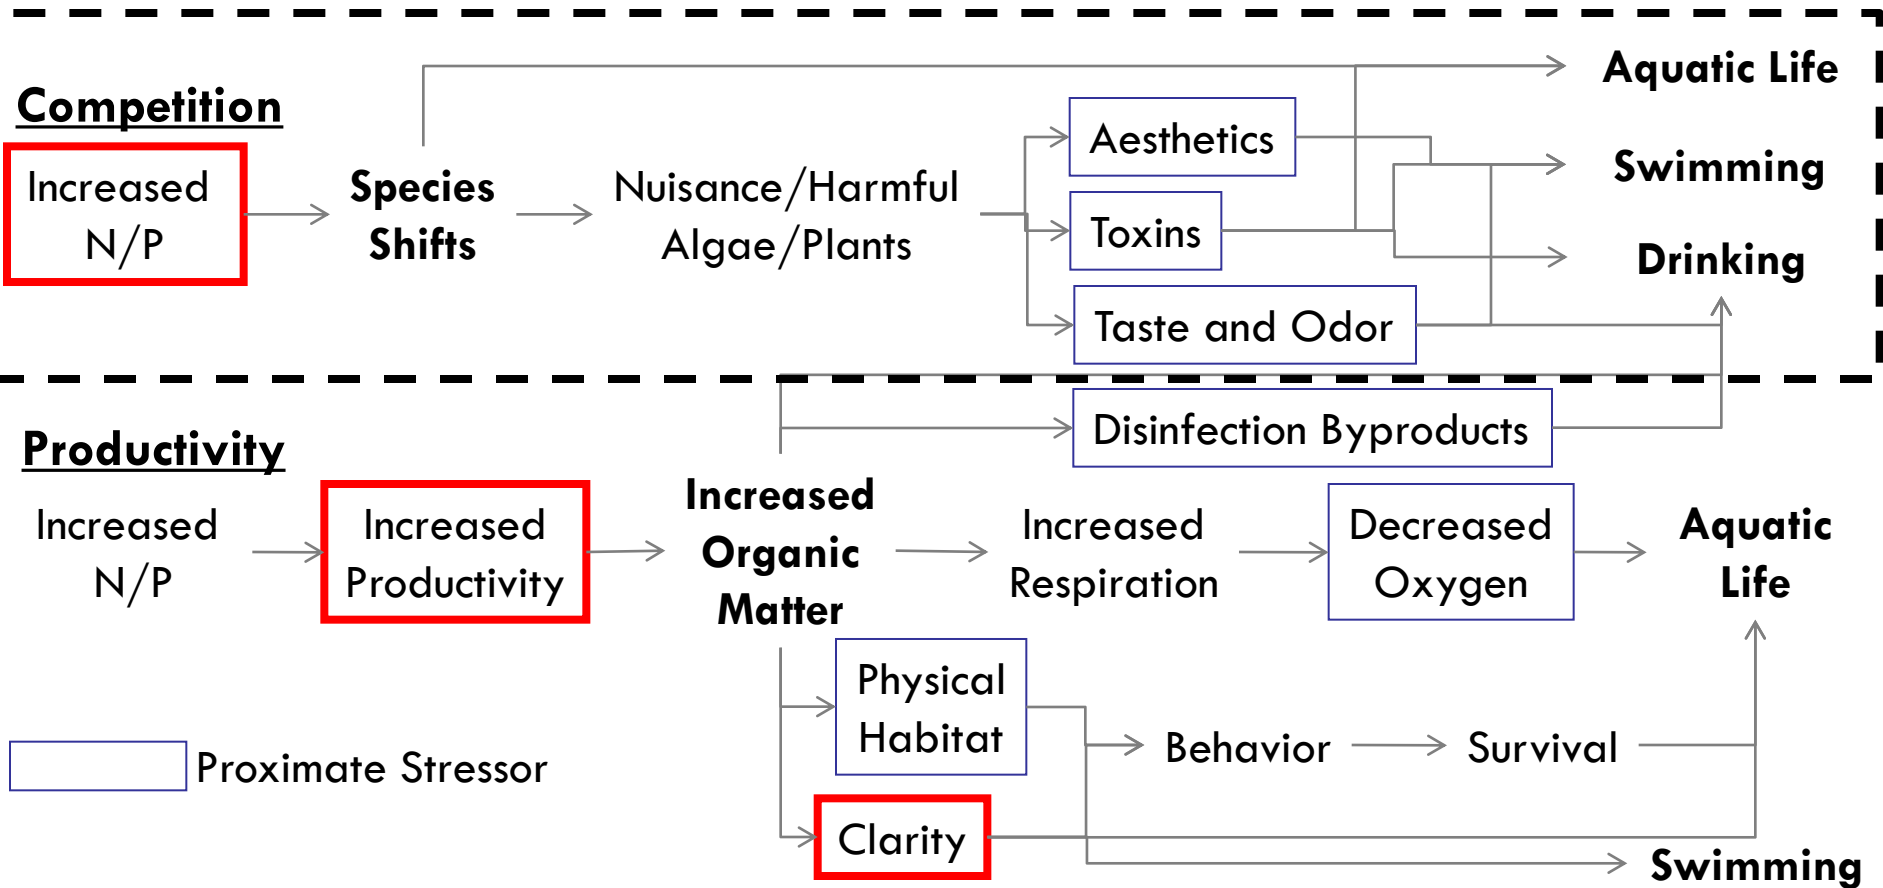 Competition
Increased
N/P
Species
Shifts
Nuisance/Harmful
Algae/Plants
Aesthetics
Toxins
Taste and Odor
Aquatic Life
Swimming
Drinking
Disinfection Byproducts
Productivity
Increased
N/P
Increased
Productivity
Increased
Organic
Matter
Increased
Respiration
Decreased
Oxygen
Aquatic
Life
Physical
Habitat
Behavior
Survival
Proximate Stressor
Clarity
Swimming